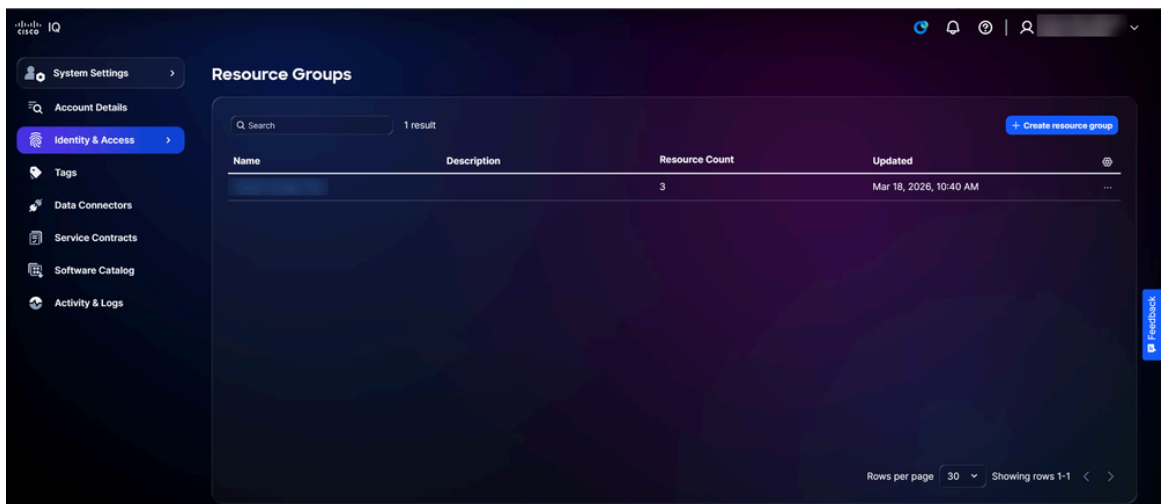 CISCO IQ
System Settings
Resource Groups
Account Details
Search
1 result
+ Create resource group
Identity & Access
Name Description Resource Count Updated
Tags
3 Mar 18, 2026, 10:40 AM ...
Data Connectors
Service Contracts
Software Catalog
Activity & Logs
Feedback
Rows per page 30 Showing rows 1-1